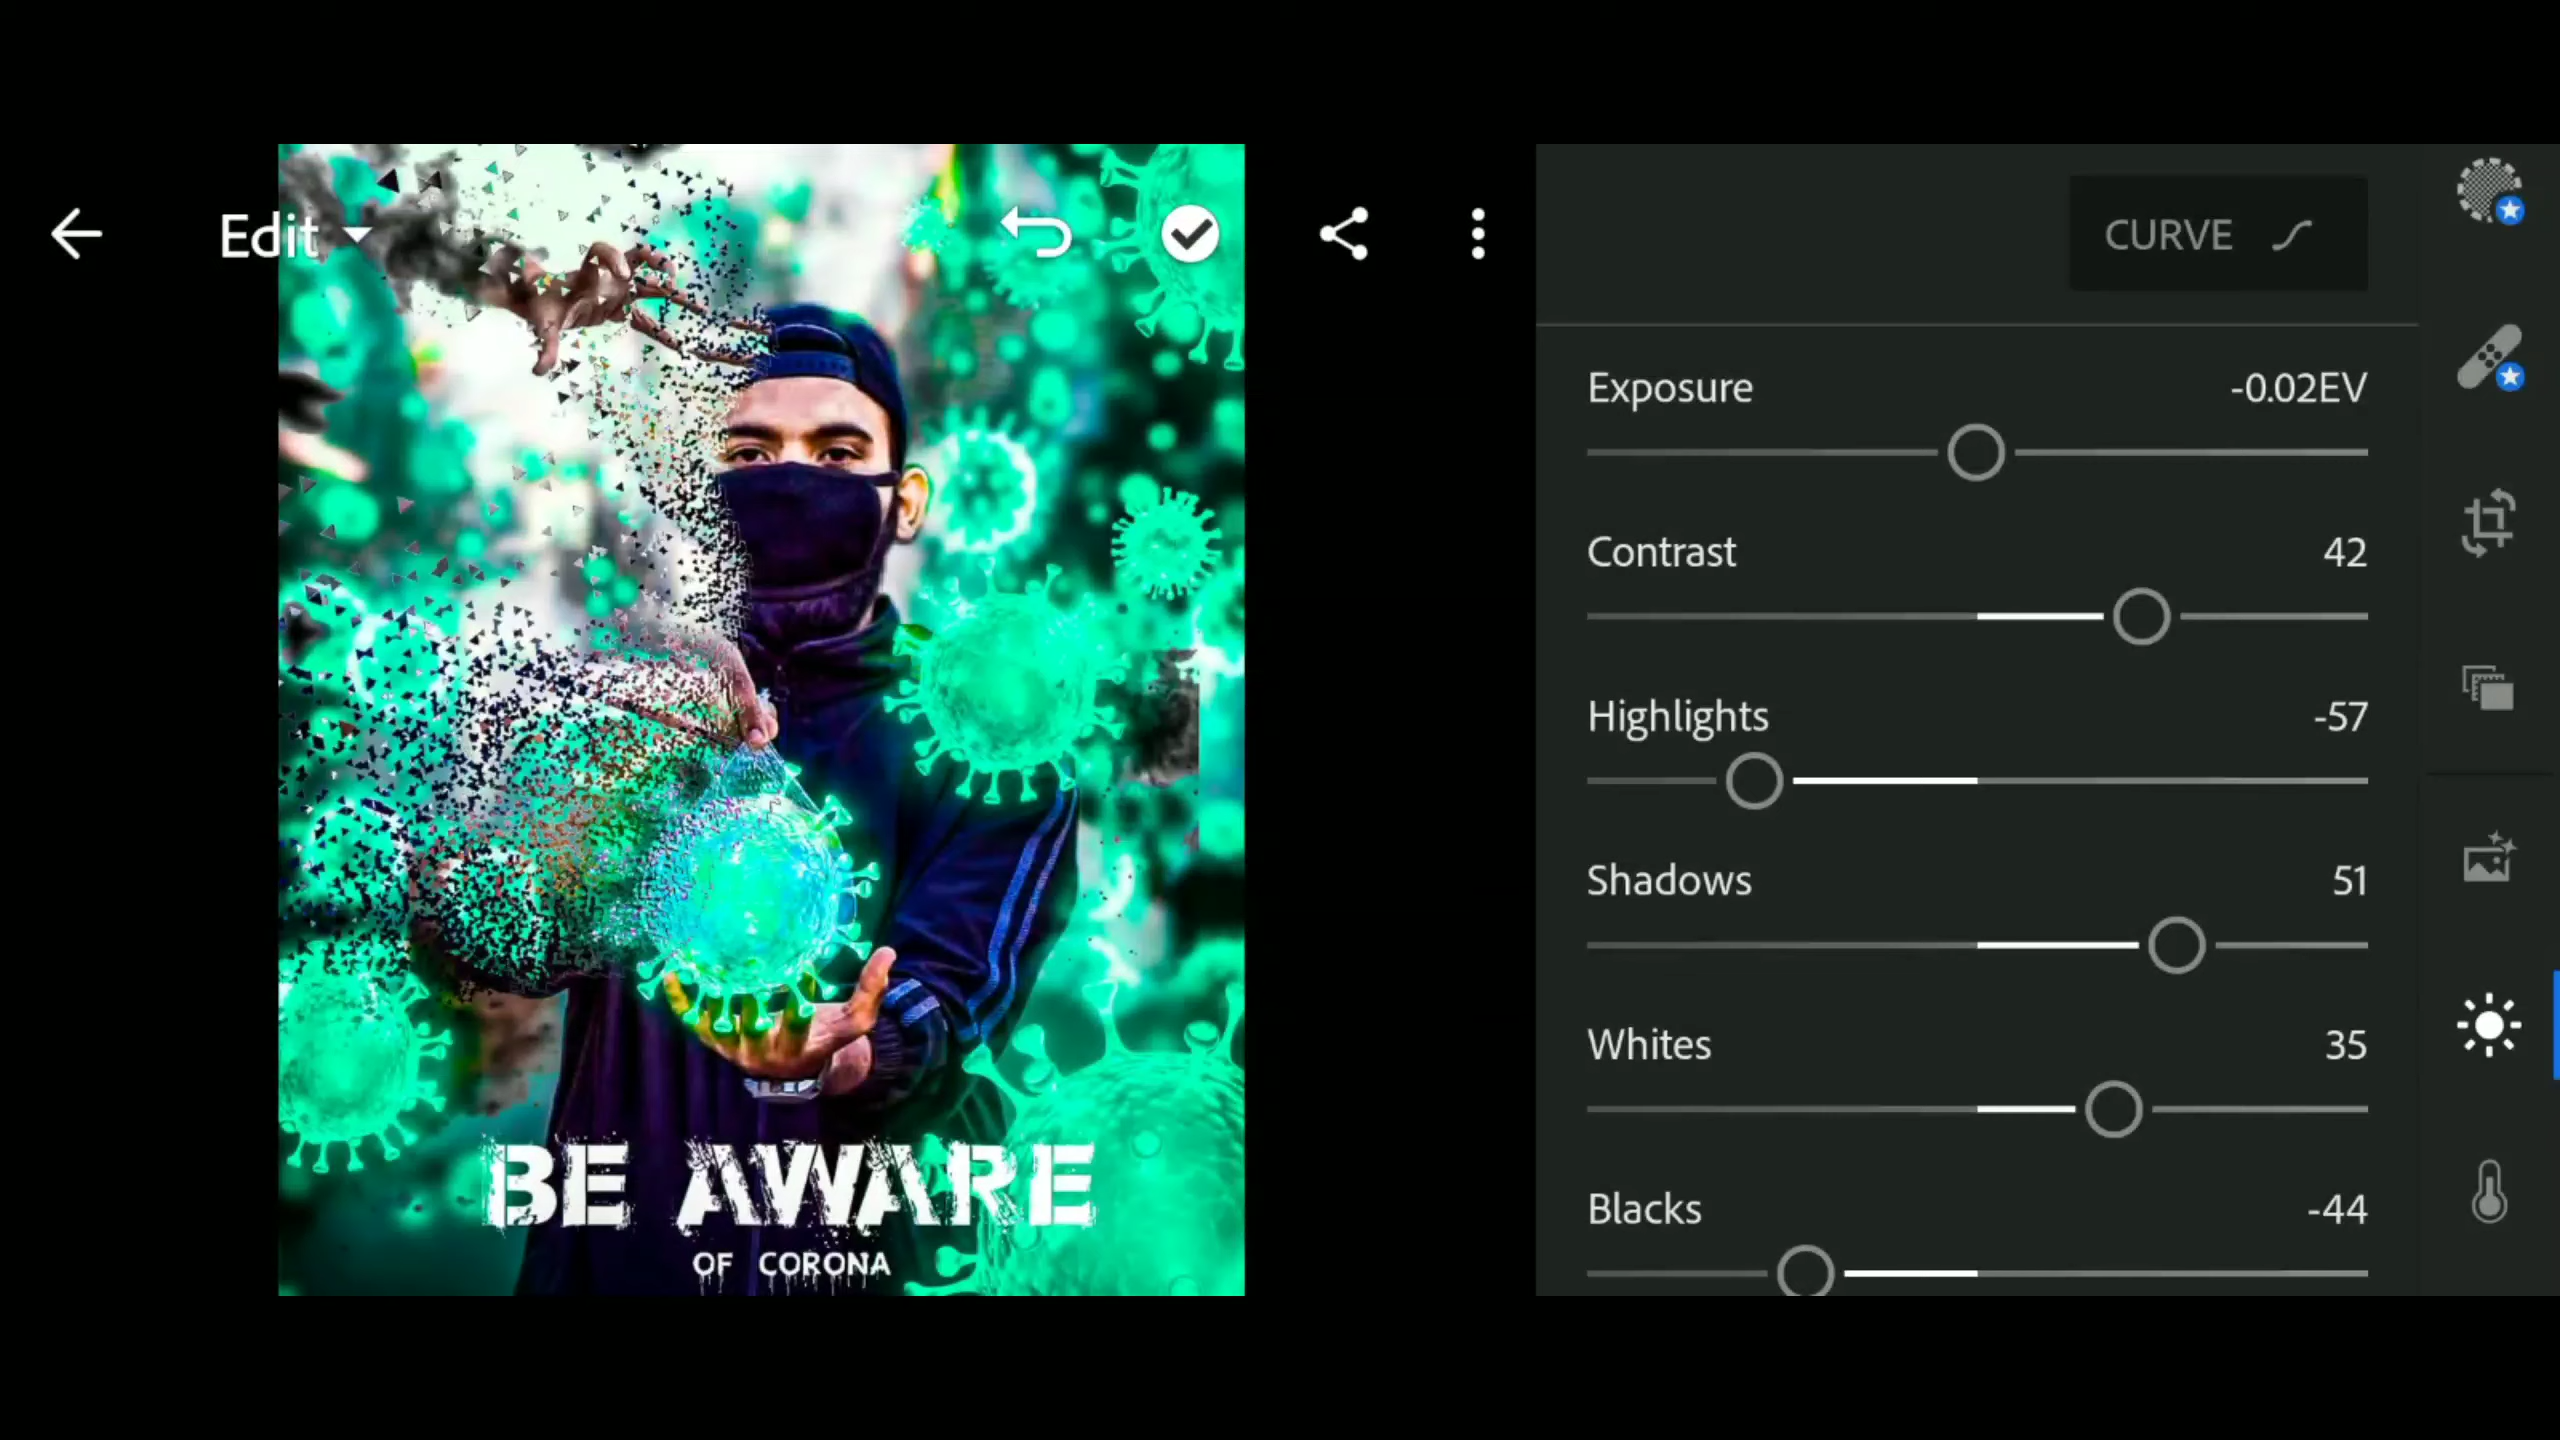 Edit
CURVE
Exposure -0.02EV
Contrast 42
Highlights -57
Shadows 51
Whites 35
Blacks -44
BE AWARE
OF CORONA